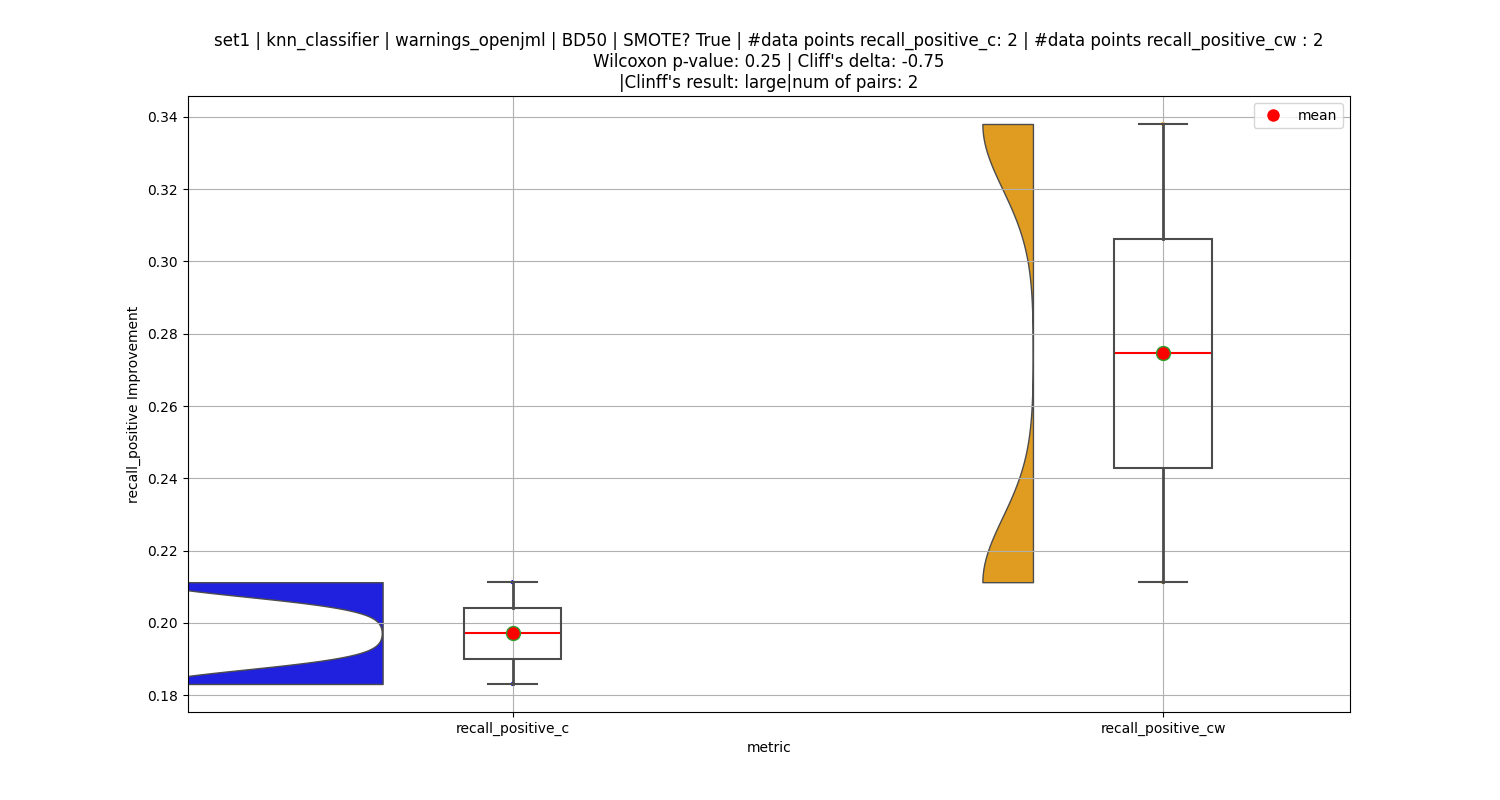 set1 | knn_classifier | warnings_openjml | BD50 | SMOTE? True | #data points recall_positive_c: 2 | #data points recall_positive_cw : 2
Wilcoxon p-value: 0.25 | Cliff's delta: -0.75
|Clinff's result: large|num of pairs: 2
mean
0.34
0.32
0.30
0.28
0.26
0.24
0.22
0.20
0.18
recall_positive Improvement
recall_positive_c
recall_positive_cw
metric